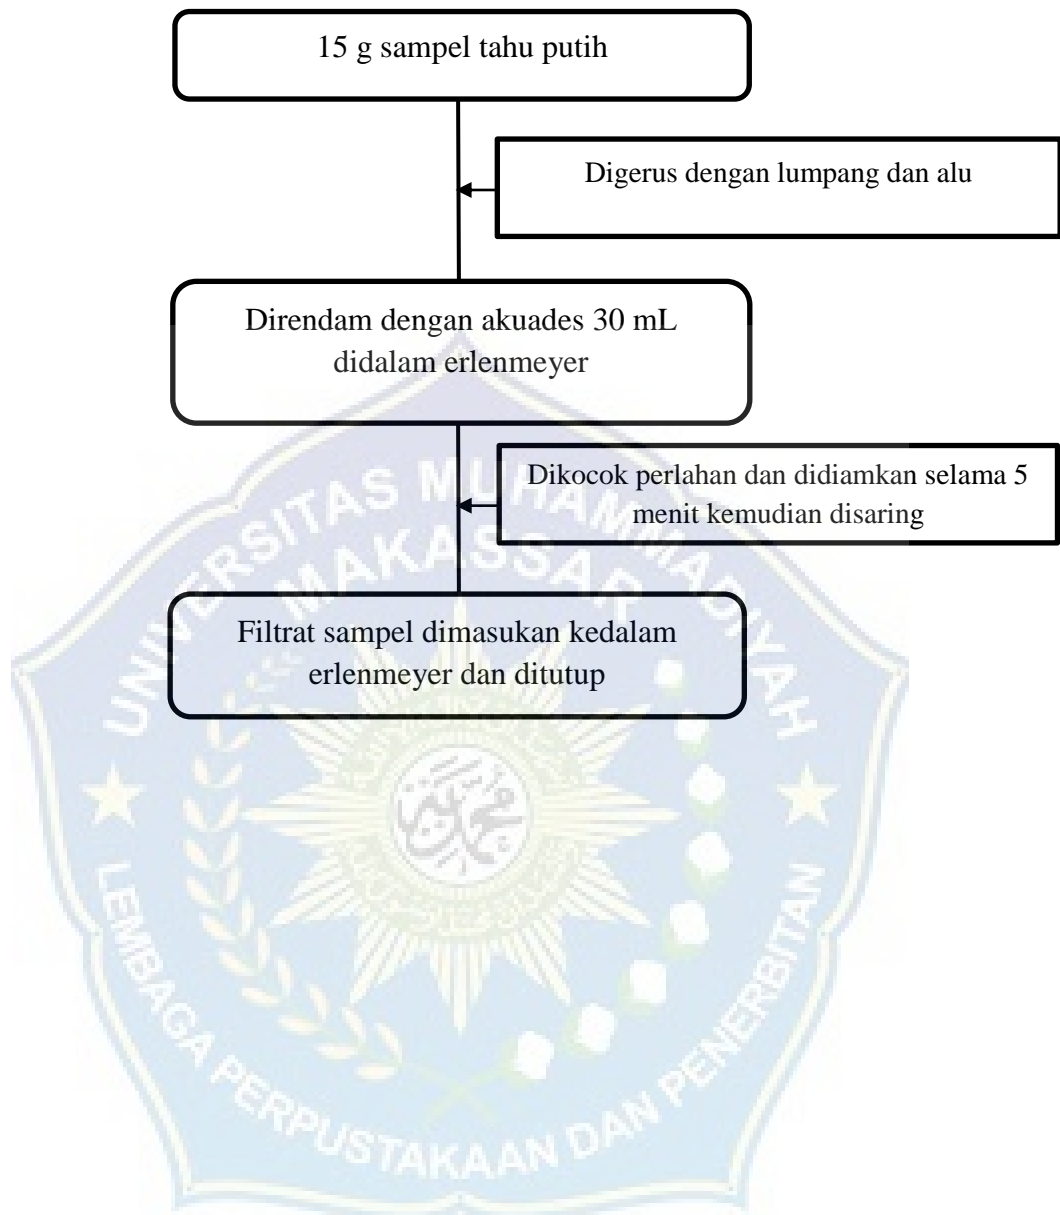 15 g sampel tahu putih
Digerus dengan lumpang dan alu
Direndam dengan akuades 30 mL
didalam erlenmeyer
Dikocok perlahan dan didiamkan selama 5
menit kemudian disaring
UNIVERSITAS MUHAMMADIYAH
MAKASSAR
Filtrat sampel dimasukan kedalam
erlenmeyer dan ditutup
LEMBAGA PERPUSTAKAAN DAN PENERBITAN